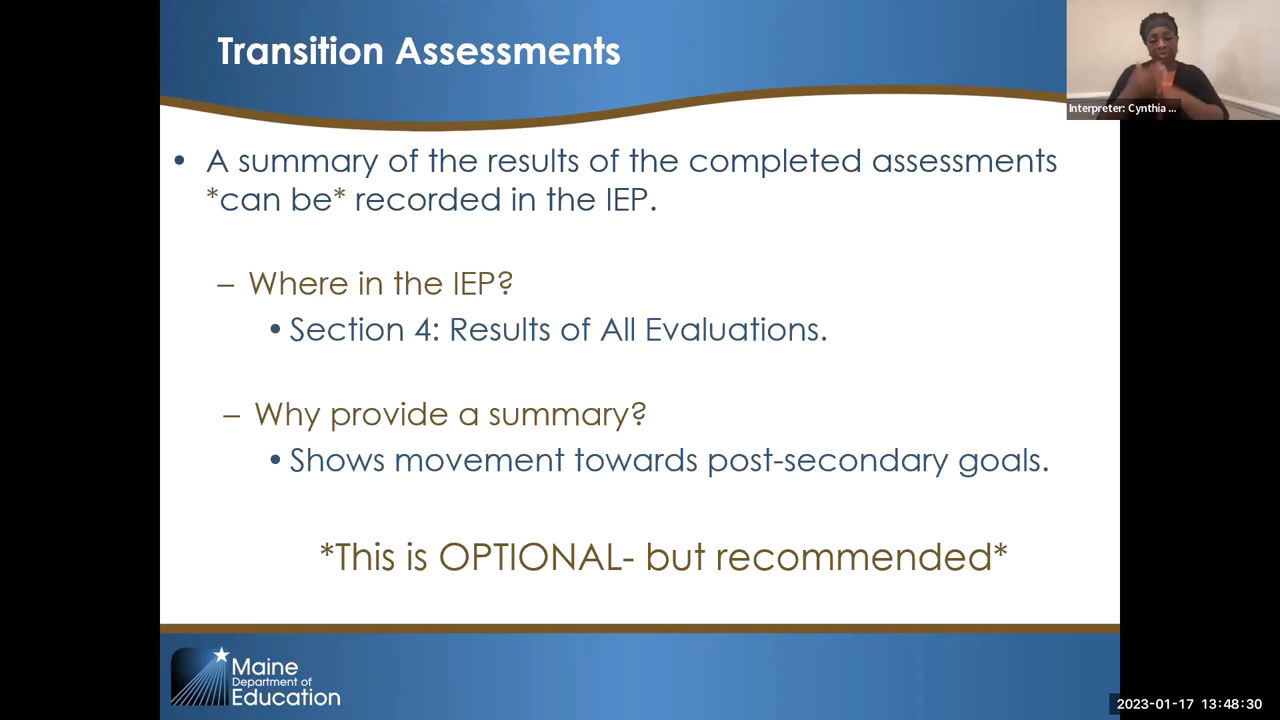 Transition Assessments
Interpreter: Cynthia ...
• A summary of the results of the completed assessments
*can be* recorded in the IEP.
– Where in the IEP?
• Section 4: Results of All Evaluations.
– Why provide a summary?
• Shows movement towards post-secondary goals.
*This is OPTIONAL- but recommended*
Maine
Department of
Education
2023-01-17 13:48:30